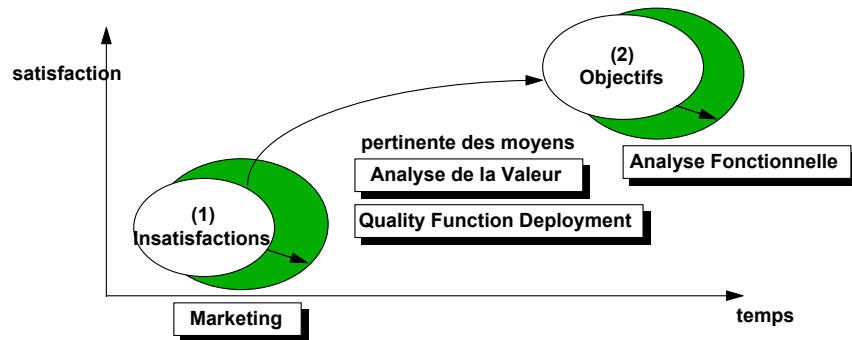 satisfaction
(2)
Objectifs
pertinente des moyens
Analyse de la Valeur
Analyse Fonctionnelle
Quality Function Deployment
(1)
Insatisfactions
Marketing
temps